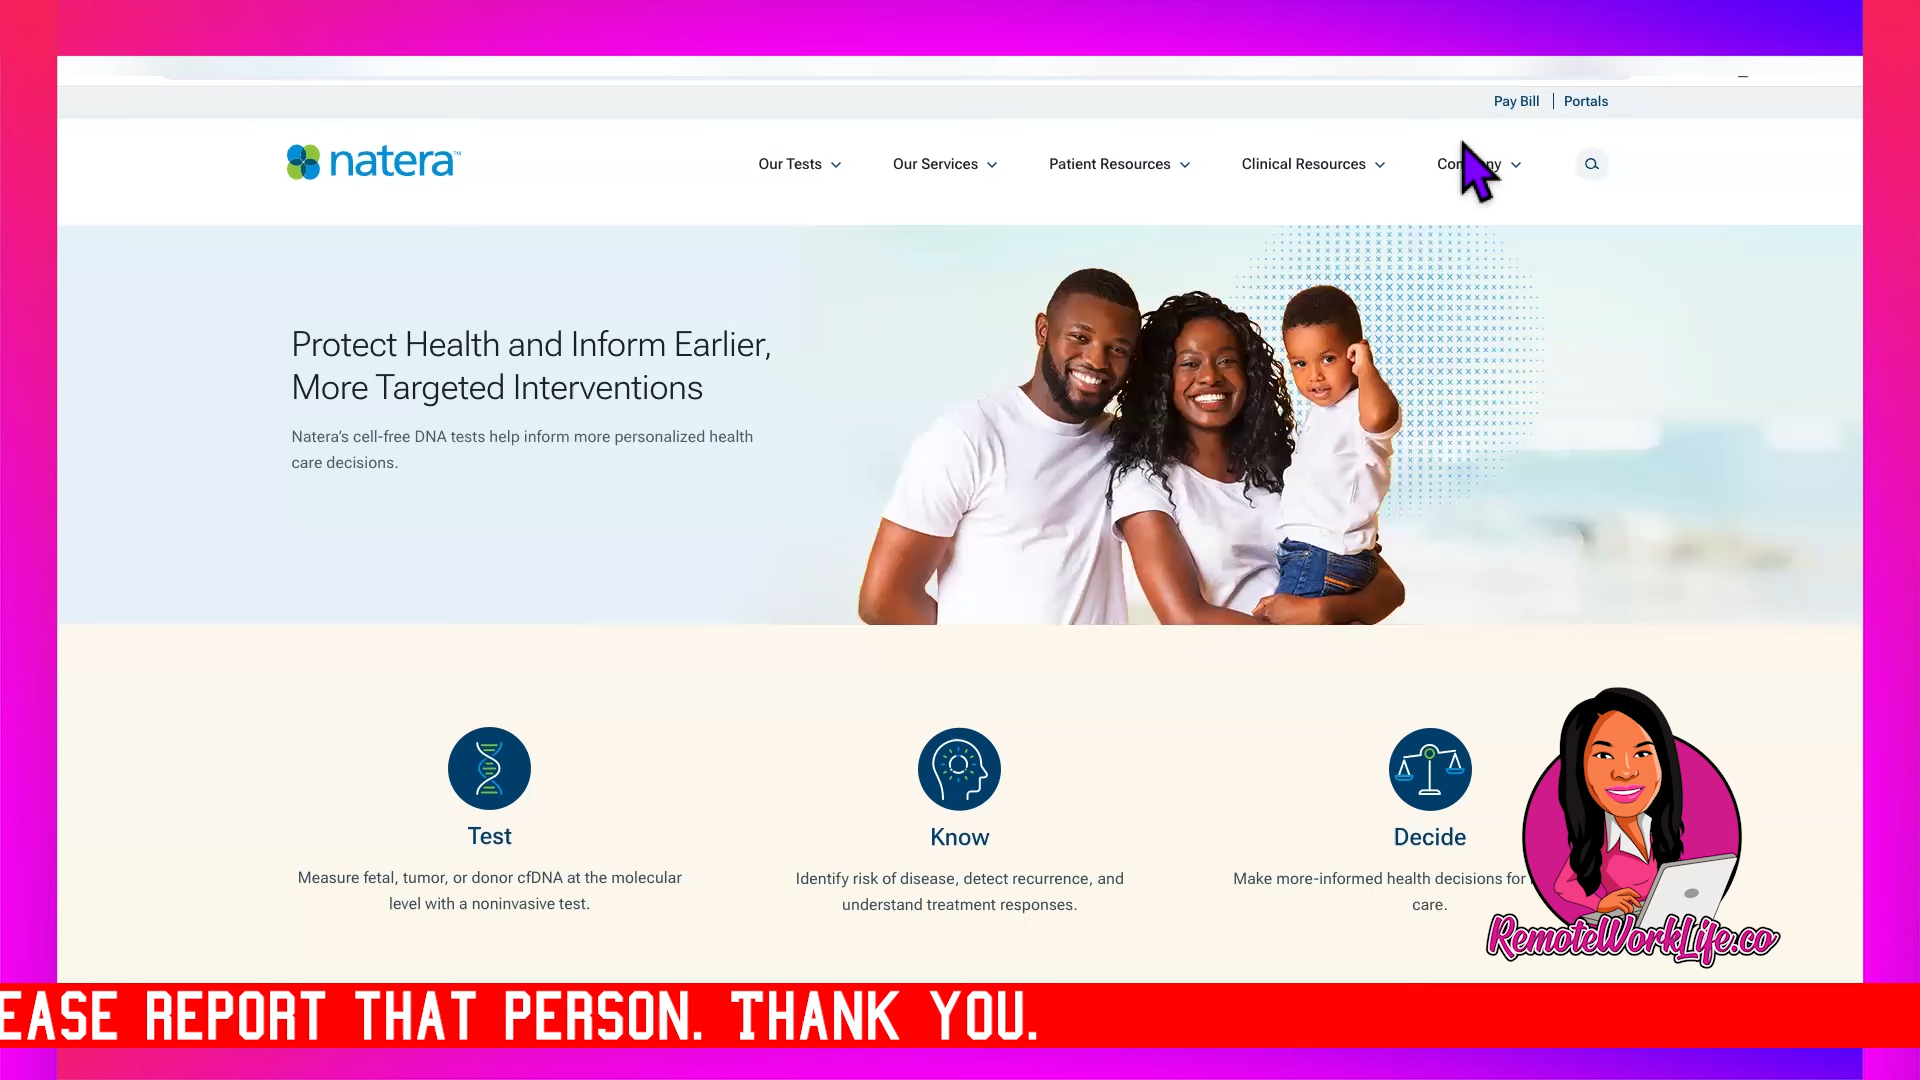 Pay Bill | Portals
natera™
Our Tests
Our Services
Patient Resources
Clinical Resources
Protect Health and Inform Earlier,
More Targeted Interventions
Natera's cell-free DNA tests help inform more personalized health
care decisions.
Test
Measure fetal, tumor, or donor cfDNA at the molecular
level with a noninvasive test.
Know
Identify risk of disease, detect recurrence, and
understand treatment responses.
Decide
Make more-informed health decisions for
care.
RemoteWorkLife.co
EASE REPORT THAT PERSON. THANK YOU.